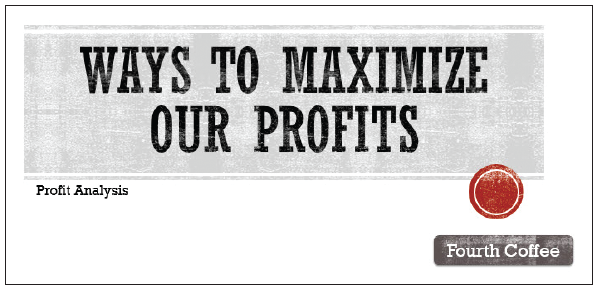 WAYS TO MAXIMIZE
OUR PROFITS
Profit Analysis
Fourth Coffee